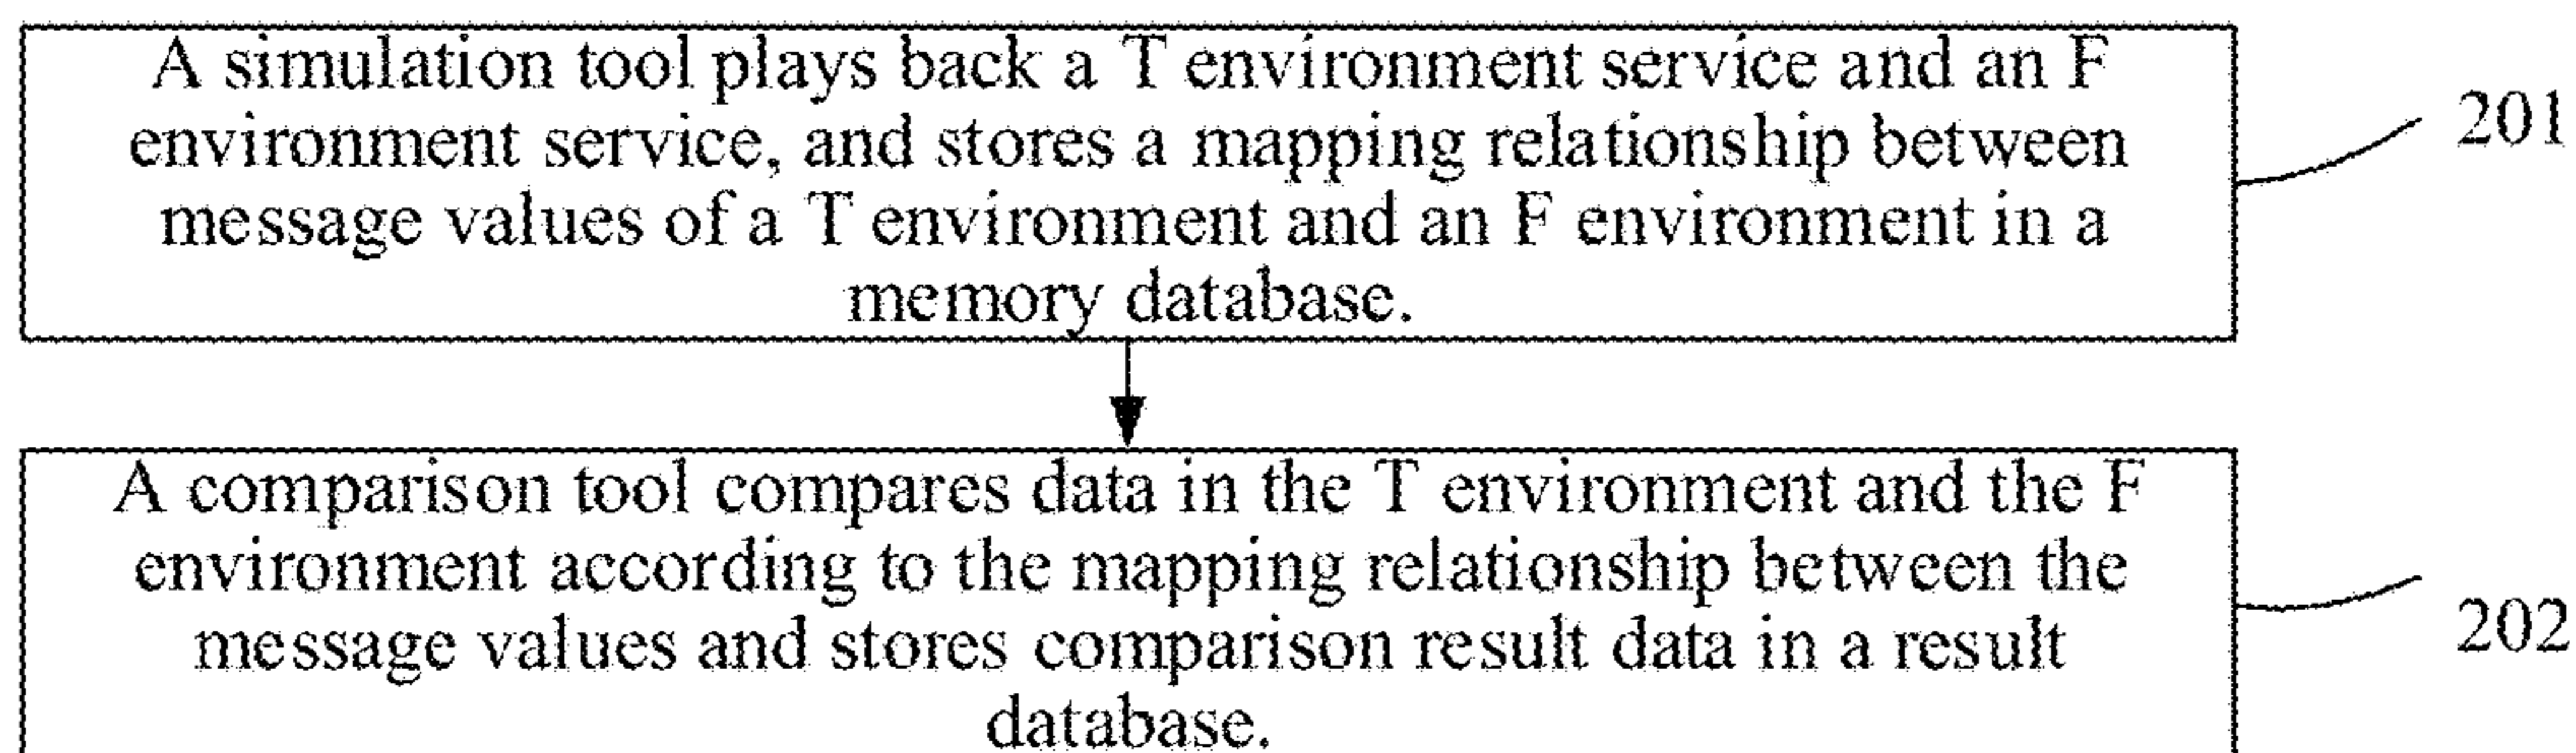 A simulation tool plays back a T environment service and an F
environment service, and stores a mapping relationship between
message values of a T environment and an F environment in a
memory database.
201
A comparison tool compares data in the T environment and the F
environment according to the mapping relationship between the
message values and stores comparison result data in a result
database.
202